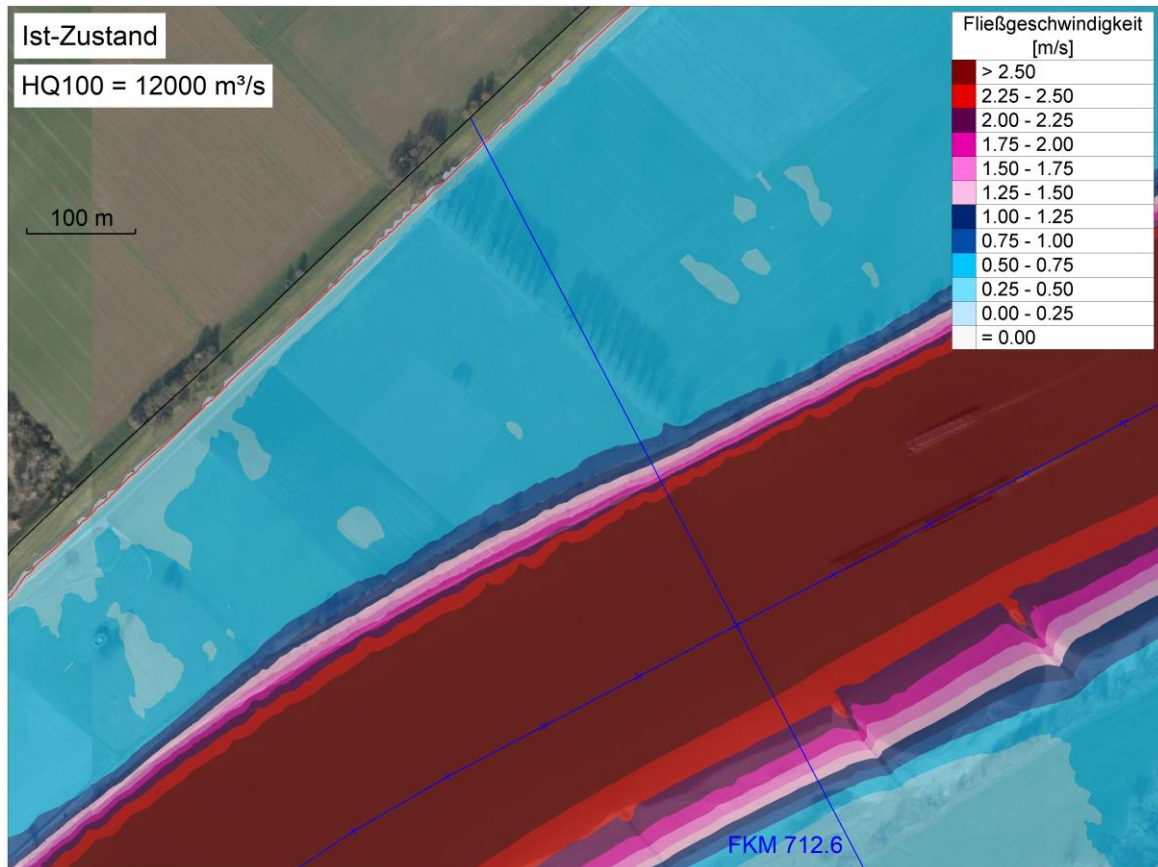 Ist-Zustand
HQ100 = 12000 m³/s
100 m
Fließgeschwindigkeit
[m/s]
> 2.50
2.25 - 2.50
2.00 - 2.25
1.75 - 2.00
1.50 - 1.75
1.25 - 1.50
1.00 - 1.25
0.75 - 1.00
0.50 - 0.75
0.25 - 0.50
0.00 - 0.25
= 0.00
FKM 712.6